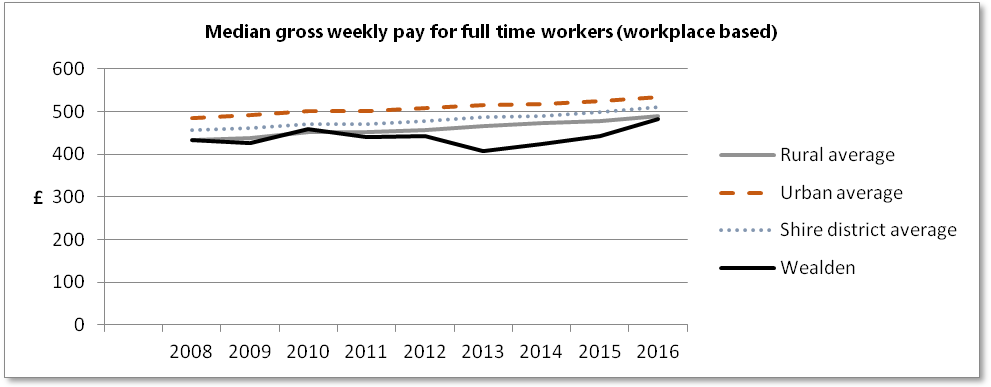 Median gross weekly pay for full time workers (workplace based)
600
500
400
300
200
100
0
£
2008 2009 2010 2011 2012 2013 2014 2015 2016
Rural average
Urban average
Shire district average
Wealden